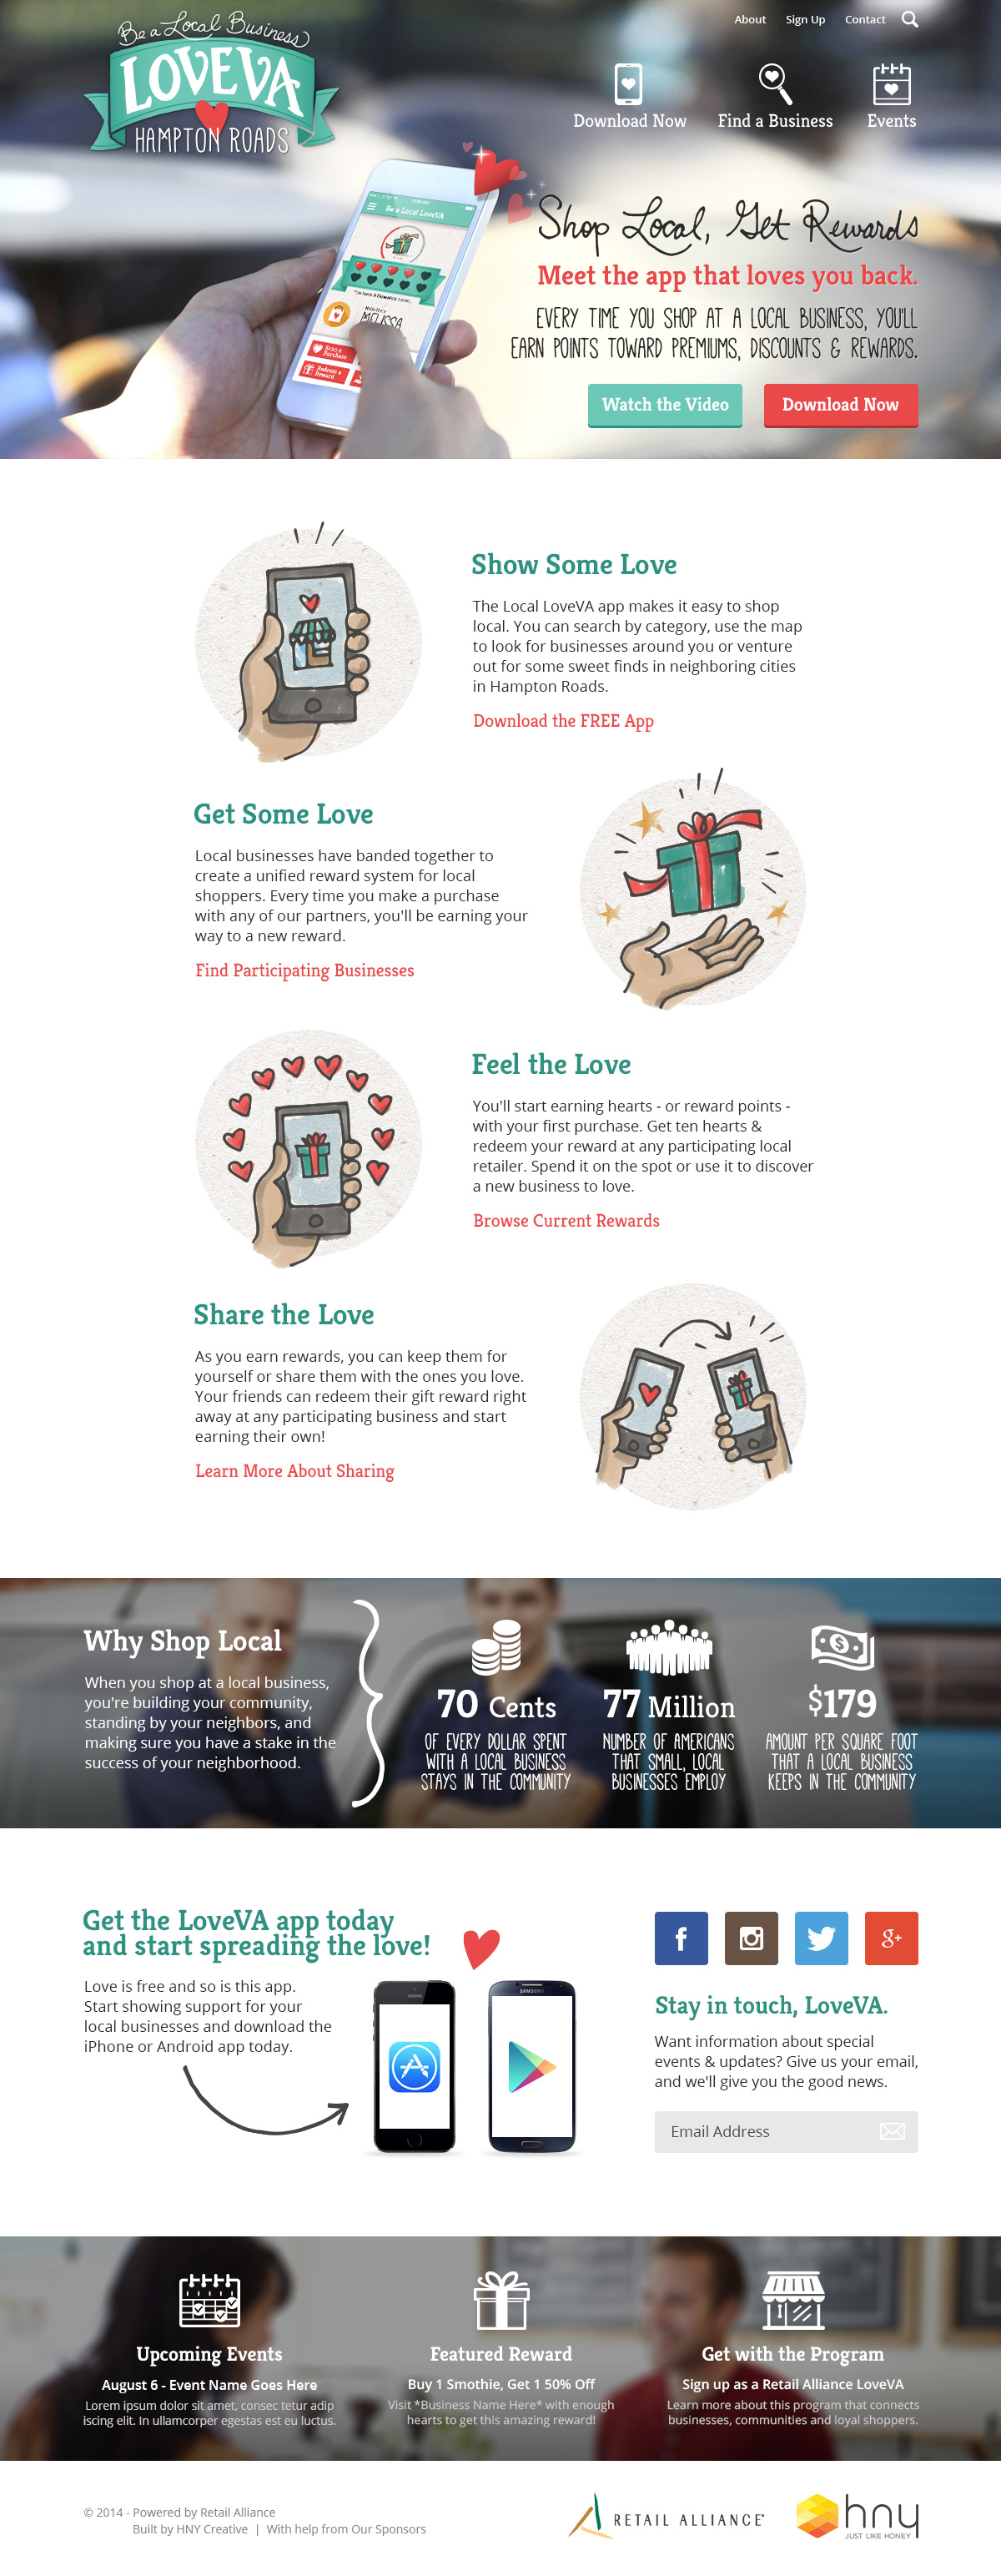 Be a Local Business
LOVEVA
HAMPTON ROADS
About
Sign Up
Contact
Download Now
Find a Business
Events
Be a Local LoveVA
MELISSA
Scan a
Purchase
Redeem a
Reward
Shop Local, Get Rewards
Meet the app that loves you back.
EVERY TIME YOU SHOP AT A LOCAL BUSINESS, YOU'LL
EARN POINTS TOWARD PREMIUMS, DISCOUNTS & REWARDS.
Watch the Video
Download Now
Show Some Love
The Local LoveVA app makes it easy to shop
local. You can search by category, use the map
to look for businesses around you or venture
out for some sweet finds in neighboring cities
in Hampton Roads.
Download the FREE App
Get Some Love
Local businesses have banded together to
create a unified reward system for local
shoppers. Every time you make a purchase
with any of our partners, you'll be earning your
way to a new reward.
Find Participating Businesses
Feel the Love
You'll start earning hearts - or reward points -
with your first purchase. Get ten hearts &
redeem your reward at any participating local
retailer. Spend it on the spot or use it to discover
a new business to love.
Browse Current Rewards
Share the Love
As you earn rewards, you can keep them for
yourself or share them with the ones you love.
Your friends can redeem their gift reward right
away at any participating business and start
earning their own!
Learn More About Sharing
Why Shop Local
When you shop at a local business,
you're building your community,
standing by your neighbors, and
making sure you have a stake in the
success of your neighborhood.
70 Cents
OF EVERY DOLLAR SPENT
WITH A LOCAL BUSINESS
STAYS IN THE COMMUNITY
77 Million
NUMBER OF AMERICANS
THAT SMALL, LOCAL
BUSINESSES EMPLOY
$179
AMOUNT PER SQUARE FOOT
THAT A LOCAL BUSINESS
KEEPS IN THE COMMUNITY
Get the LoveVA app today
and start spreading the love!
Love is free and so is this app.
Start showing support for your
local businesses and download the
iPhone or Android app today.
SAMSUNG
f
g+
Stay in touch, LoveVA.
Want information about special
events & updates? Give us your email,
and we'll give you the good news.
Email Address
Upcoming Events
August 6 - Event Name Goes Here
Lorem ipsum dolor sit amet, consec tetur adip
iscing elit. In ullamcorper egestas est eu luctus.
Featured Reward
Buy 1 Smothie, Get 1 50% Off
Visit *Business Name Here* with enough
hearts to get this amazing reward!
Get with the Program
Sign up as a Retail Alliance LoveVA
Learn more about this program that connects
businesses, communities and loyal shoppers.
© 2014 - Powered by Retail Alliance
Built by HNY Creative | With help from Our Sponsors
RETAIL ALLIANCE
hny
JUST LIKE HONEY